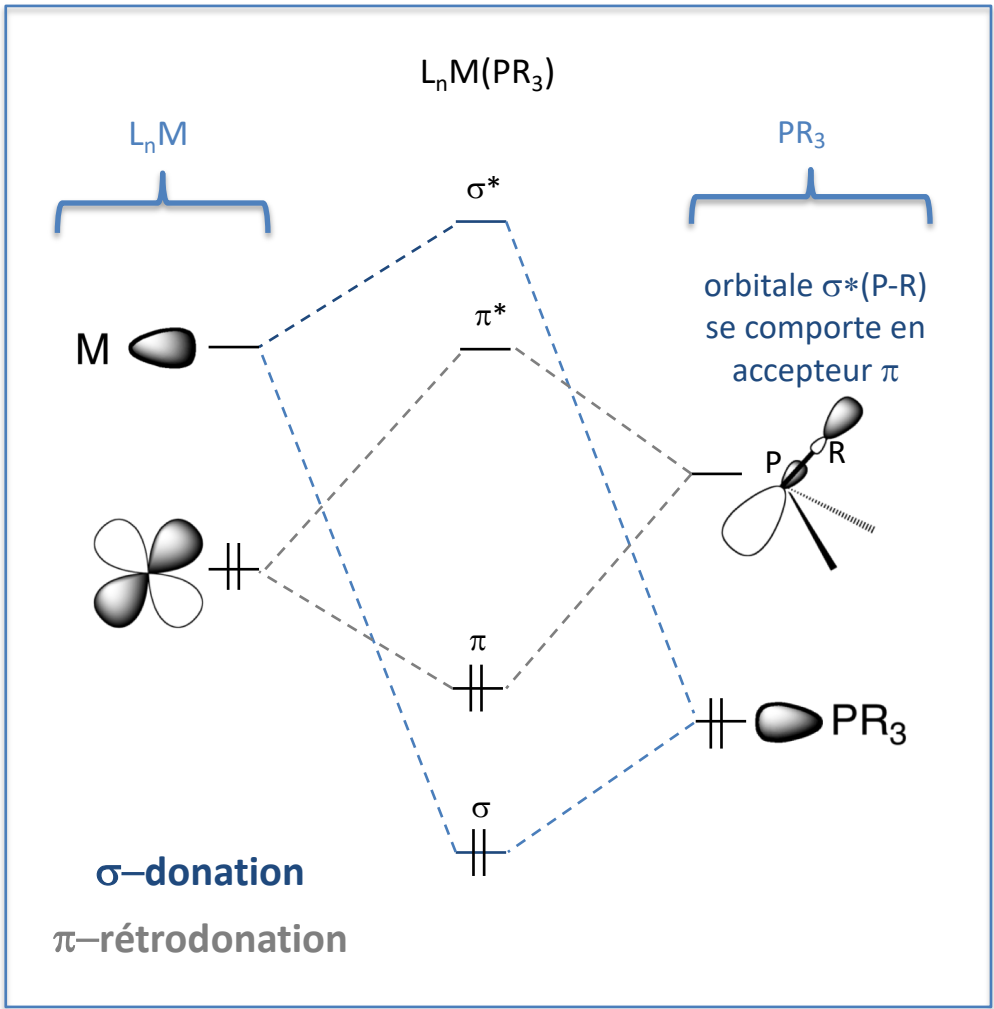 LₙM(PR₃)
LₙM
PR₃
σ*
orbitale σ*(P-R)
se comporte en
accepteur π
π*
M
P
R
π
PR₃
σ
σ–donation
π–rétrodonation